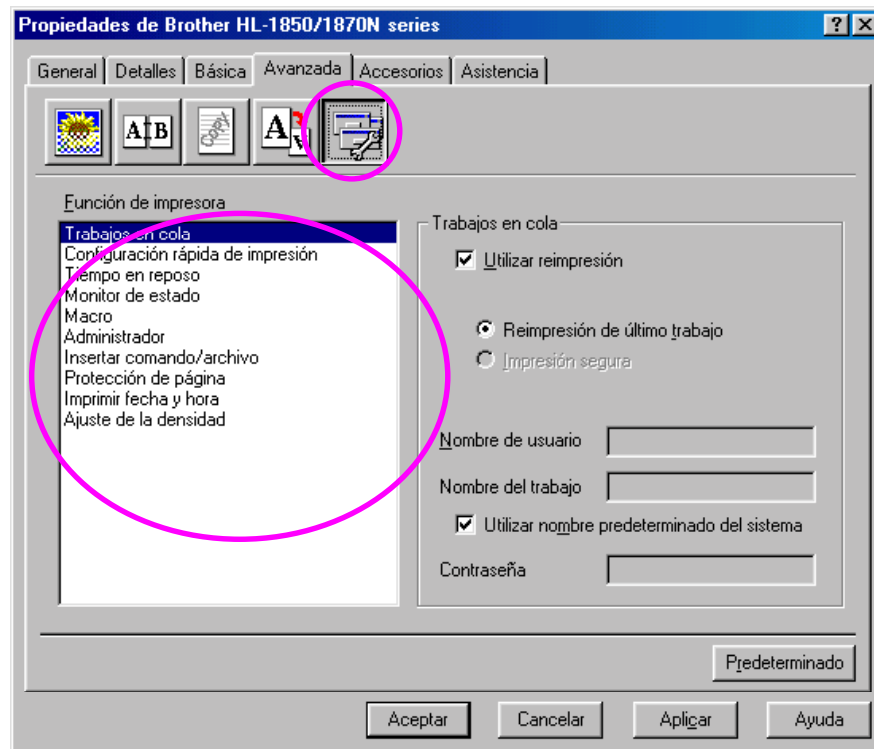 Propiedades de Brother HL-1850/1870N series
General Detalles Básica Avanzada Accesorios Asistencia
A B
COPY
A
Función de impresora
Trabajos en cola
Configuración rápida de impresión
Tiempo en reposo
Monitor de estado
Macro
Administrador
Insertar comando/archivo
Protección de página
Imprimir fecha y hora
Ajuste de la densidad
Trabajos en cola
Utilizar reimpresión
Reimpresión de último trabajo
Impresión segura
Nombre de usuario
Nombre del trabajo
Utilizar nombre predeterminado del sistema
Contraseña
Predeterminado
Aceptar Cancelar Aplicar Ayuda